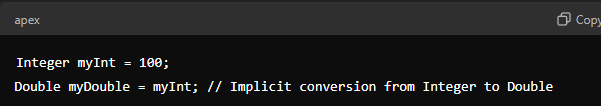 apex
Copy
Integer myInt = 100;
Double myDouble = myInt; // Implicit conversion from Integer to Double